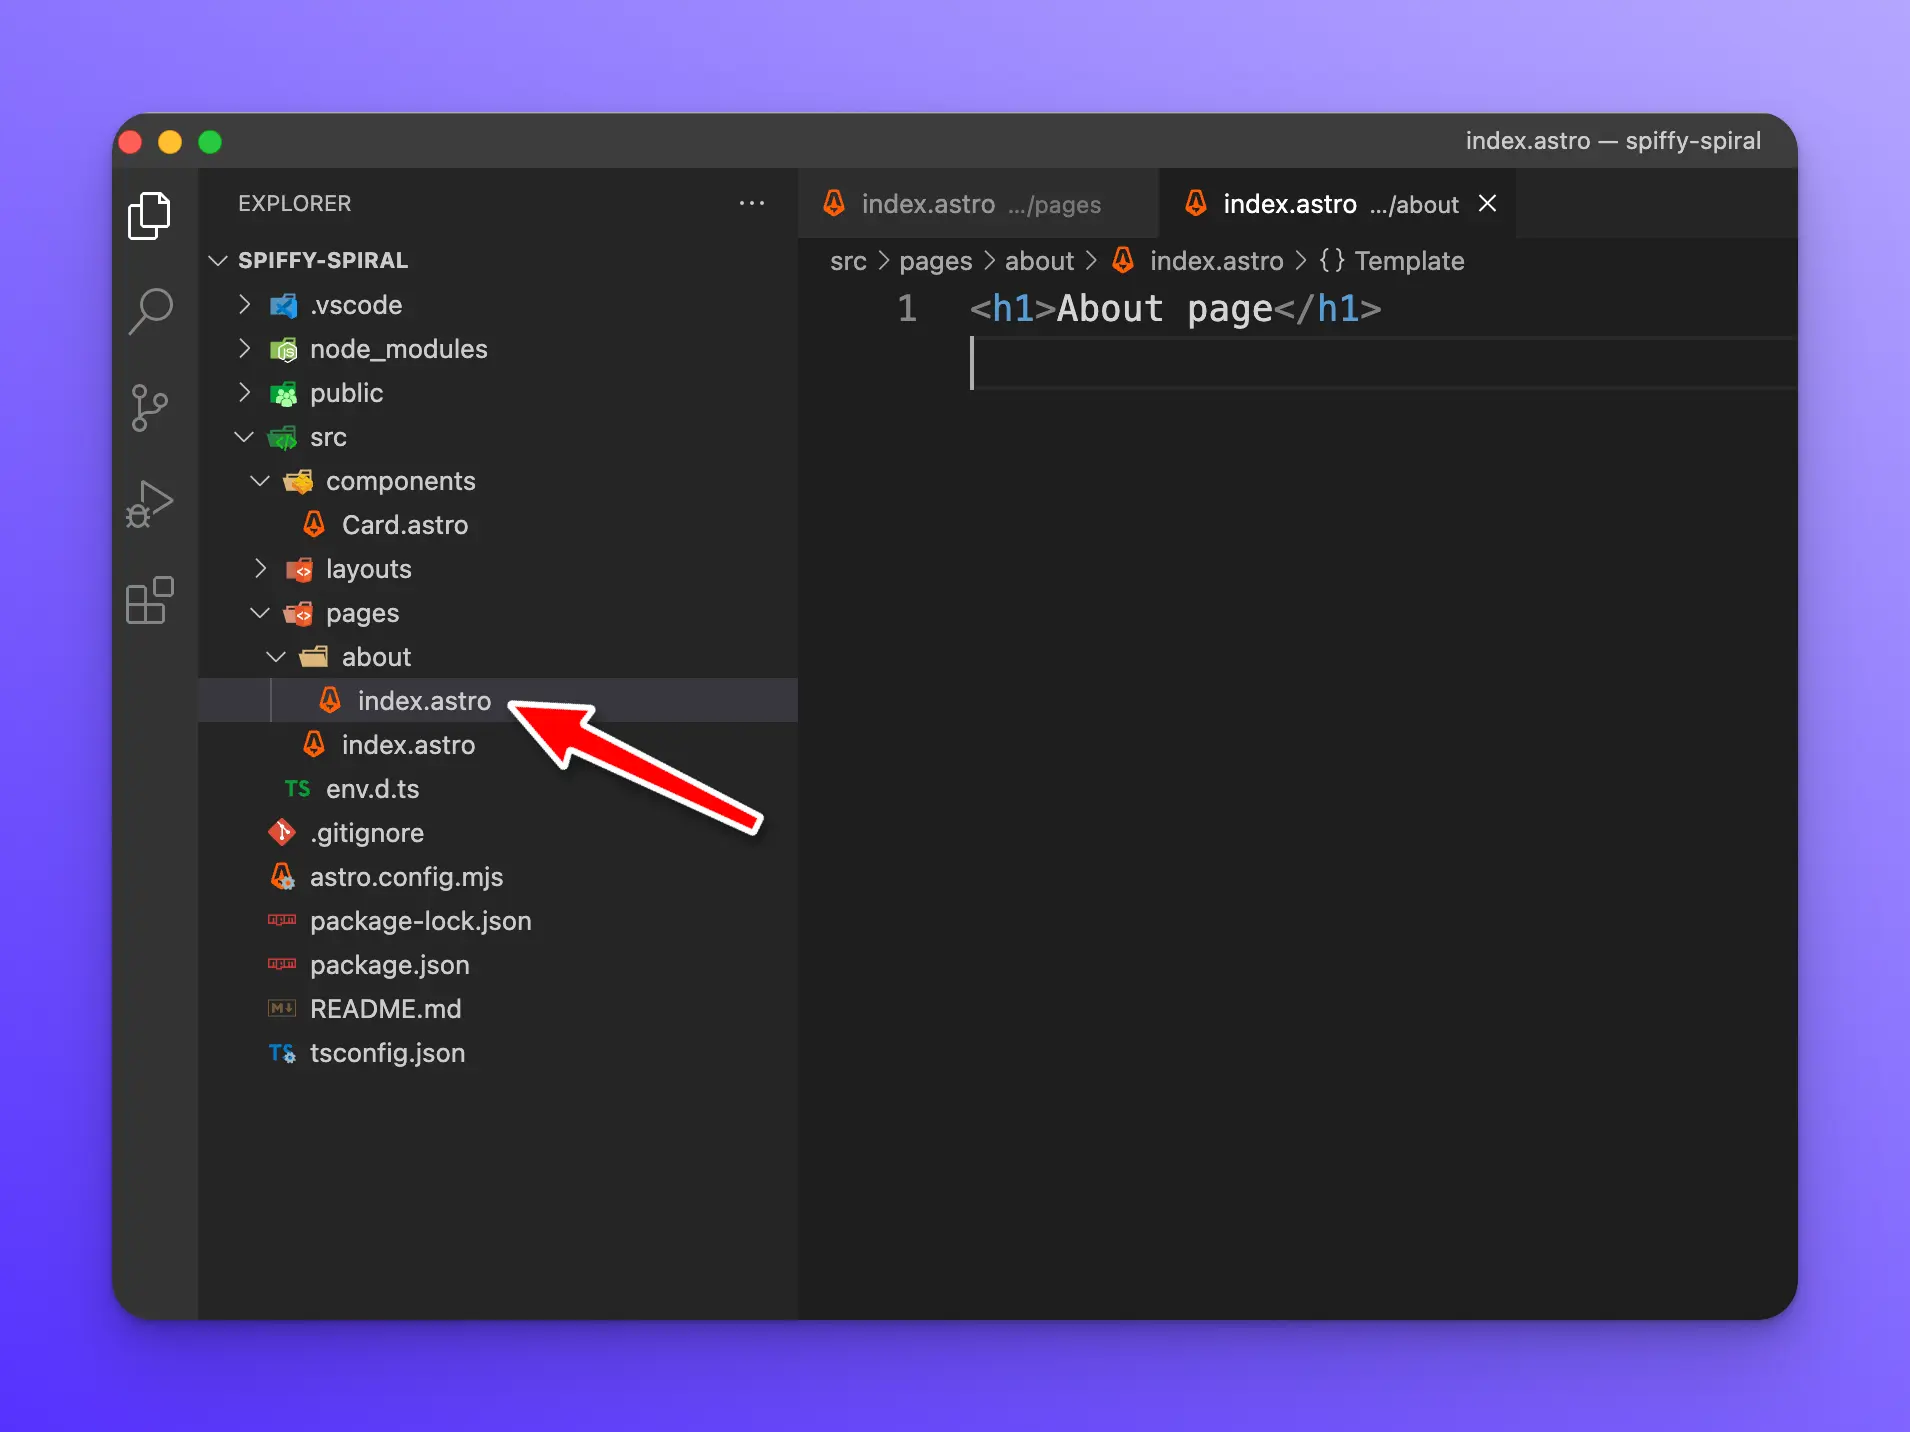 index.astro — spiffy-spiral
EXPLORER
SPIFFY-SPIRAL
.vscode
node_modules
public
src
components
Card.astro
layouts
pages
about
index.astro
index.astro
TS env.d.ts
.gitignore
astro.config.mjs
package-lock.json
package.json
README.md
TS tsconfig.json
index.astro .../pages
index.astro .../about
src > pages > about > index.astro > {} Template
1 <h1>About page</h1>